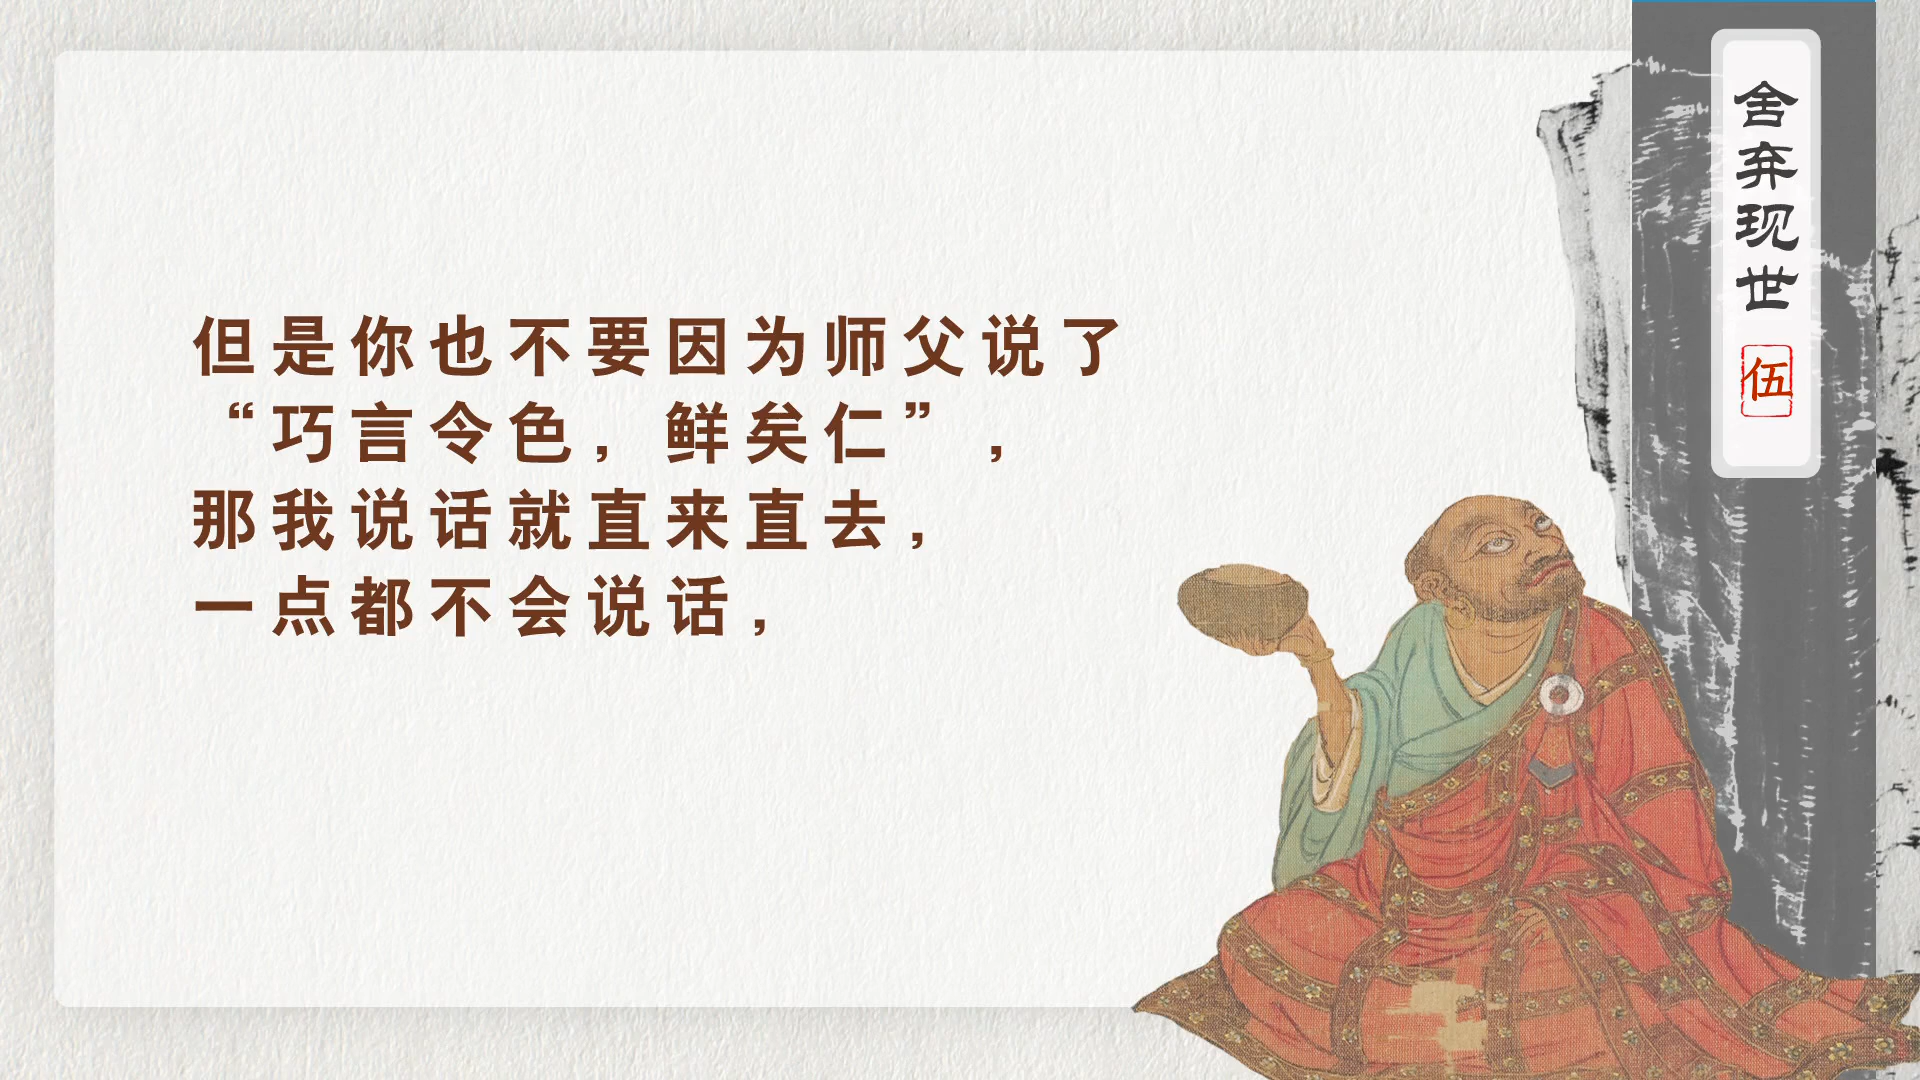 但是你也不要因为师父说了
“巧言令色，鲜矣仁”，
那我说话就直来直去，
一点都不会说话，
舍弃现世
伍